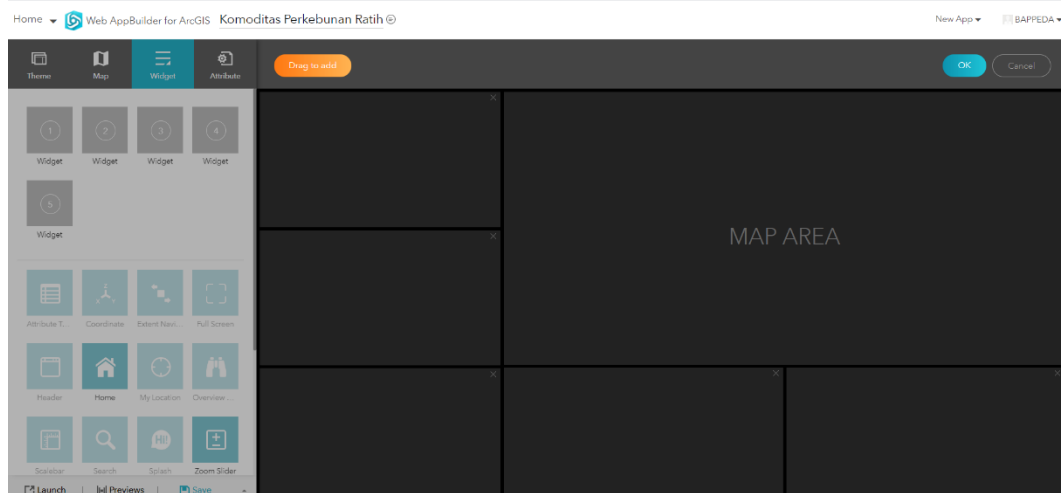 Home Web AppBuilder for ArcGIS Komoditas Perkebunan Ratih New App BAPPEDA
Theme Map Widget Attribute
Drag to add
OK Cancel
1 2 3 4
Widget Widget Widget Widget
5
Widget
MAP AREA
Attribute T... Coordinate Extent Navi... Full Screen
Header Home My Location Overview ...
Hi!
Scalebar Search Splash Zoom Slider
Launch | Previews | Save